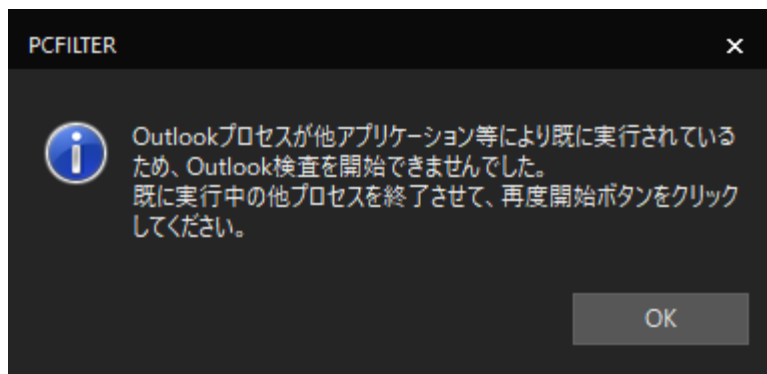 PCFILTER
Outlookプロセスが他アプリケーション等により既に実行されている
ため、Outlook検査を開始できませんでした。
既に実行中の他プロセスを終了させて、再度開始ボタンをクリック
してください。
OK